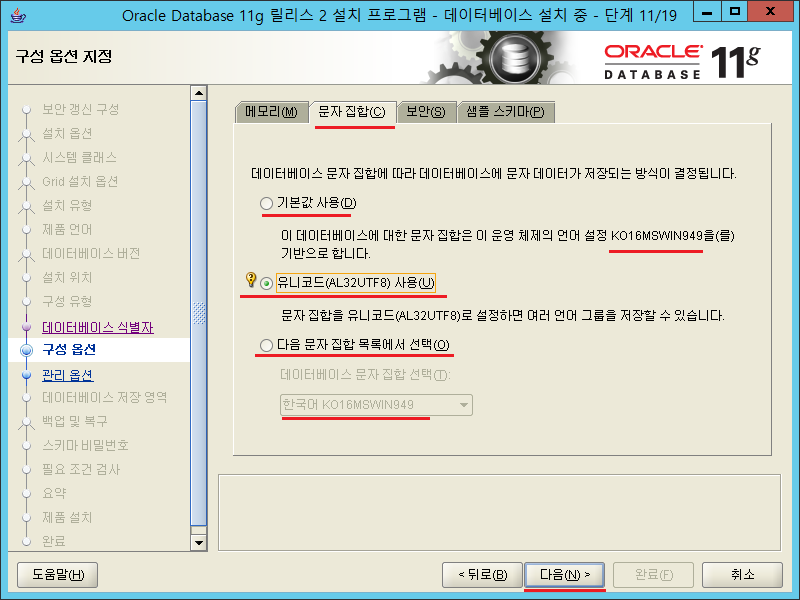 Oracle Database 11g 릴리스 2 설치 프로그램 - 데이터베이스 설치 중 - 단계 11/19
구성 옵션 지정
ORACLE
DATABASE 11g
보안 갱신 구성
설치 옵션
시스템 클래스
Grid 설치 옵션
설치 유형
제품 언어
데이터베이스 버전
설치 위치
구성 유형
데이터베이스 식별자
구성 옵션
관리 옵션
데이터베이스 저장 영역
백업 및 복구
스키마 비밀번호
필요 조건 검사
요약
제품 설치
완료
메모리(M) 문자 집합(C) 보안(S) 샘플 스키마(P)
데이터베이스 문자 집합에 따라 데이터베이스에 문자 데이터가 저장되는 방식이 결정됩니다.
기본값 사용(D)
이 데이터베이스에 대한 문자 집합은 이 운영 체제의 언어 설정 KO16MSWIN949을(를)
기반으로 합니다.
유니코드(AL32UTF8) 사용(U)
문자 집합을 유니코드(AL32UTF8)로 설정하면 여러 언어 그룹을 저장할 수 있습니다.
다음 문자 집합 목록에서 선택(O)
데이터베이스 문자 집합 선택(T):
한국어 KO16MSWIN949
도움말(H) < 뒤로(B) 다음(N) > 완료(F) 취소